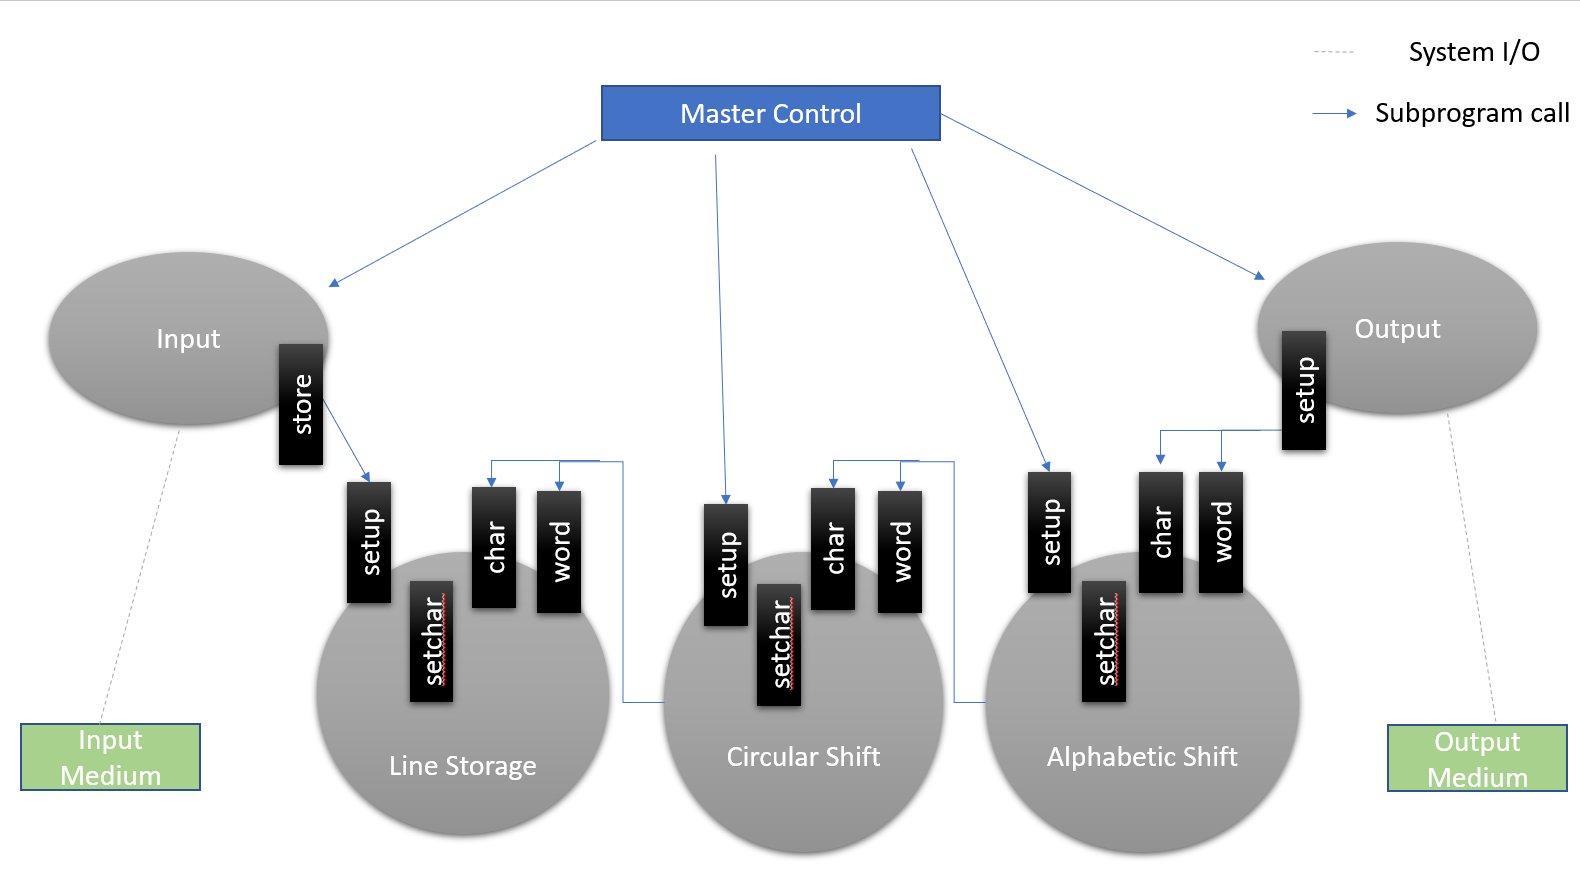 System I/O
Master Control
Subprogram call
Input
Output
store
setup
setup
char
word
setchar
Line Storage
setup
char
word
setchar
Circular Shift
setup
char
word
setchar
Alphabetic Shift
Input
Medium
Output
Medium